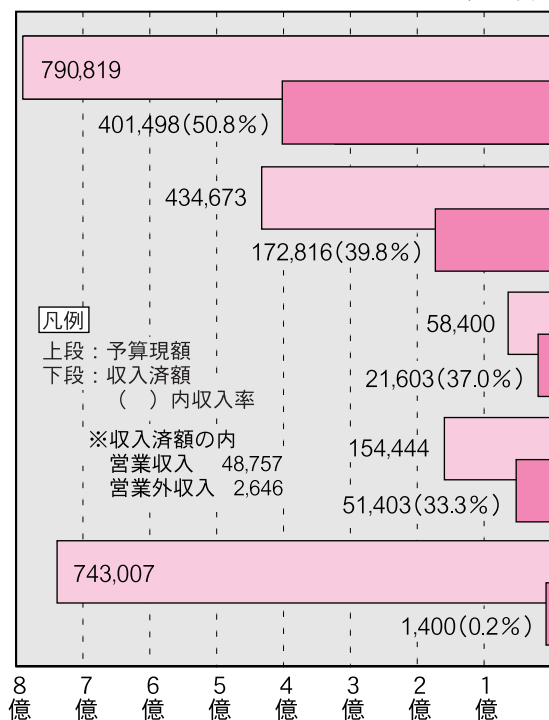 790,819
401,498(50.8%)
434,673
172,816(39.8%)
凡例
上段：予算現額
下段：収入済額
（　）内収入率
※収入済額の内
営業収入 48,757
営業外収入 2,646
58,400
21,603(37.0%)
154,444
51,403(33.3%)
743,007
1,400(0.2%)
8億 7億 6億 5億 4億 3億 2億 1億